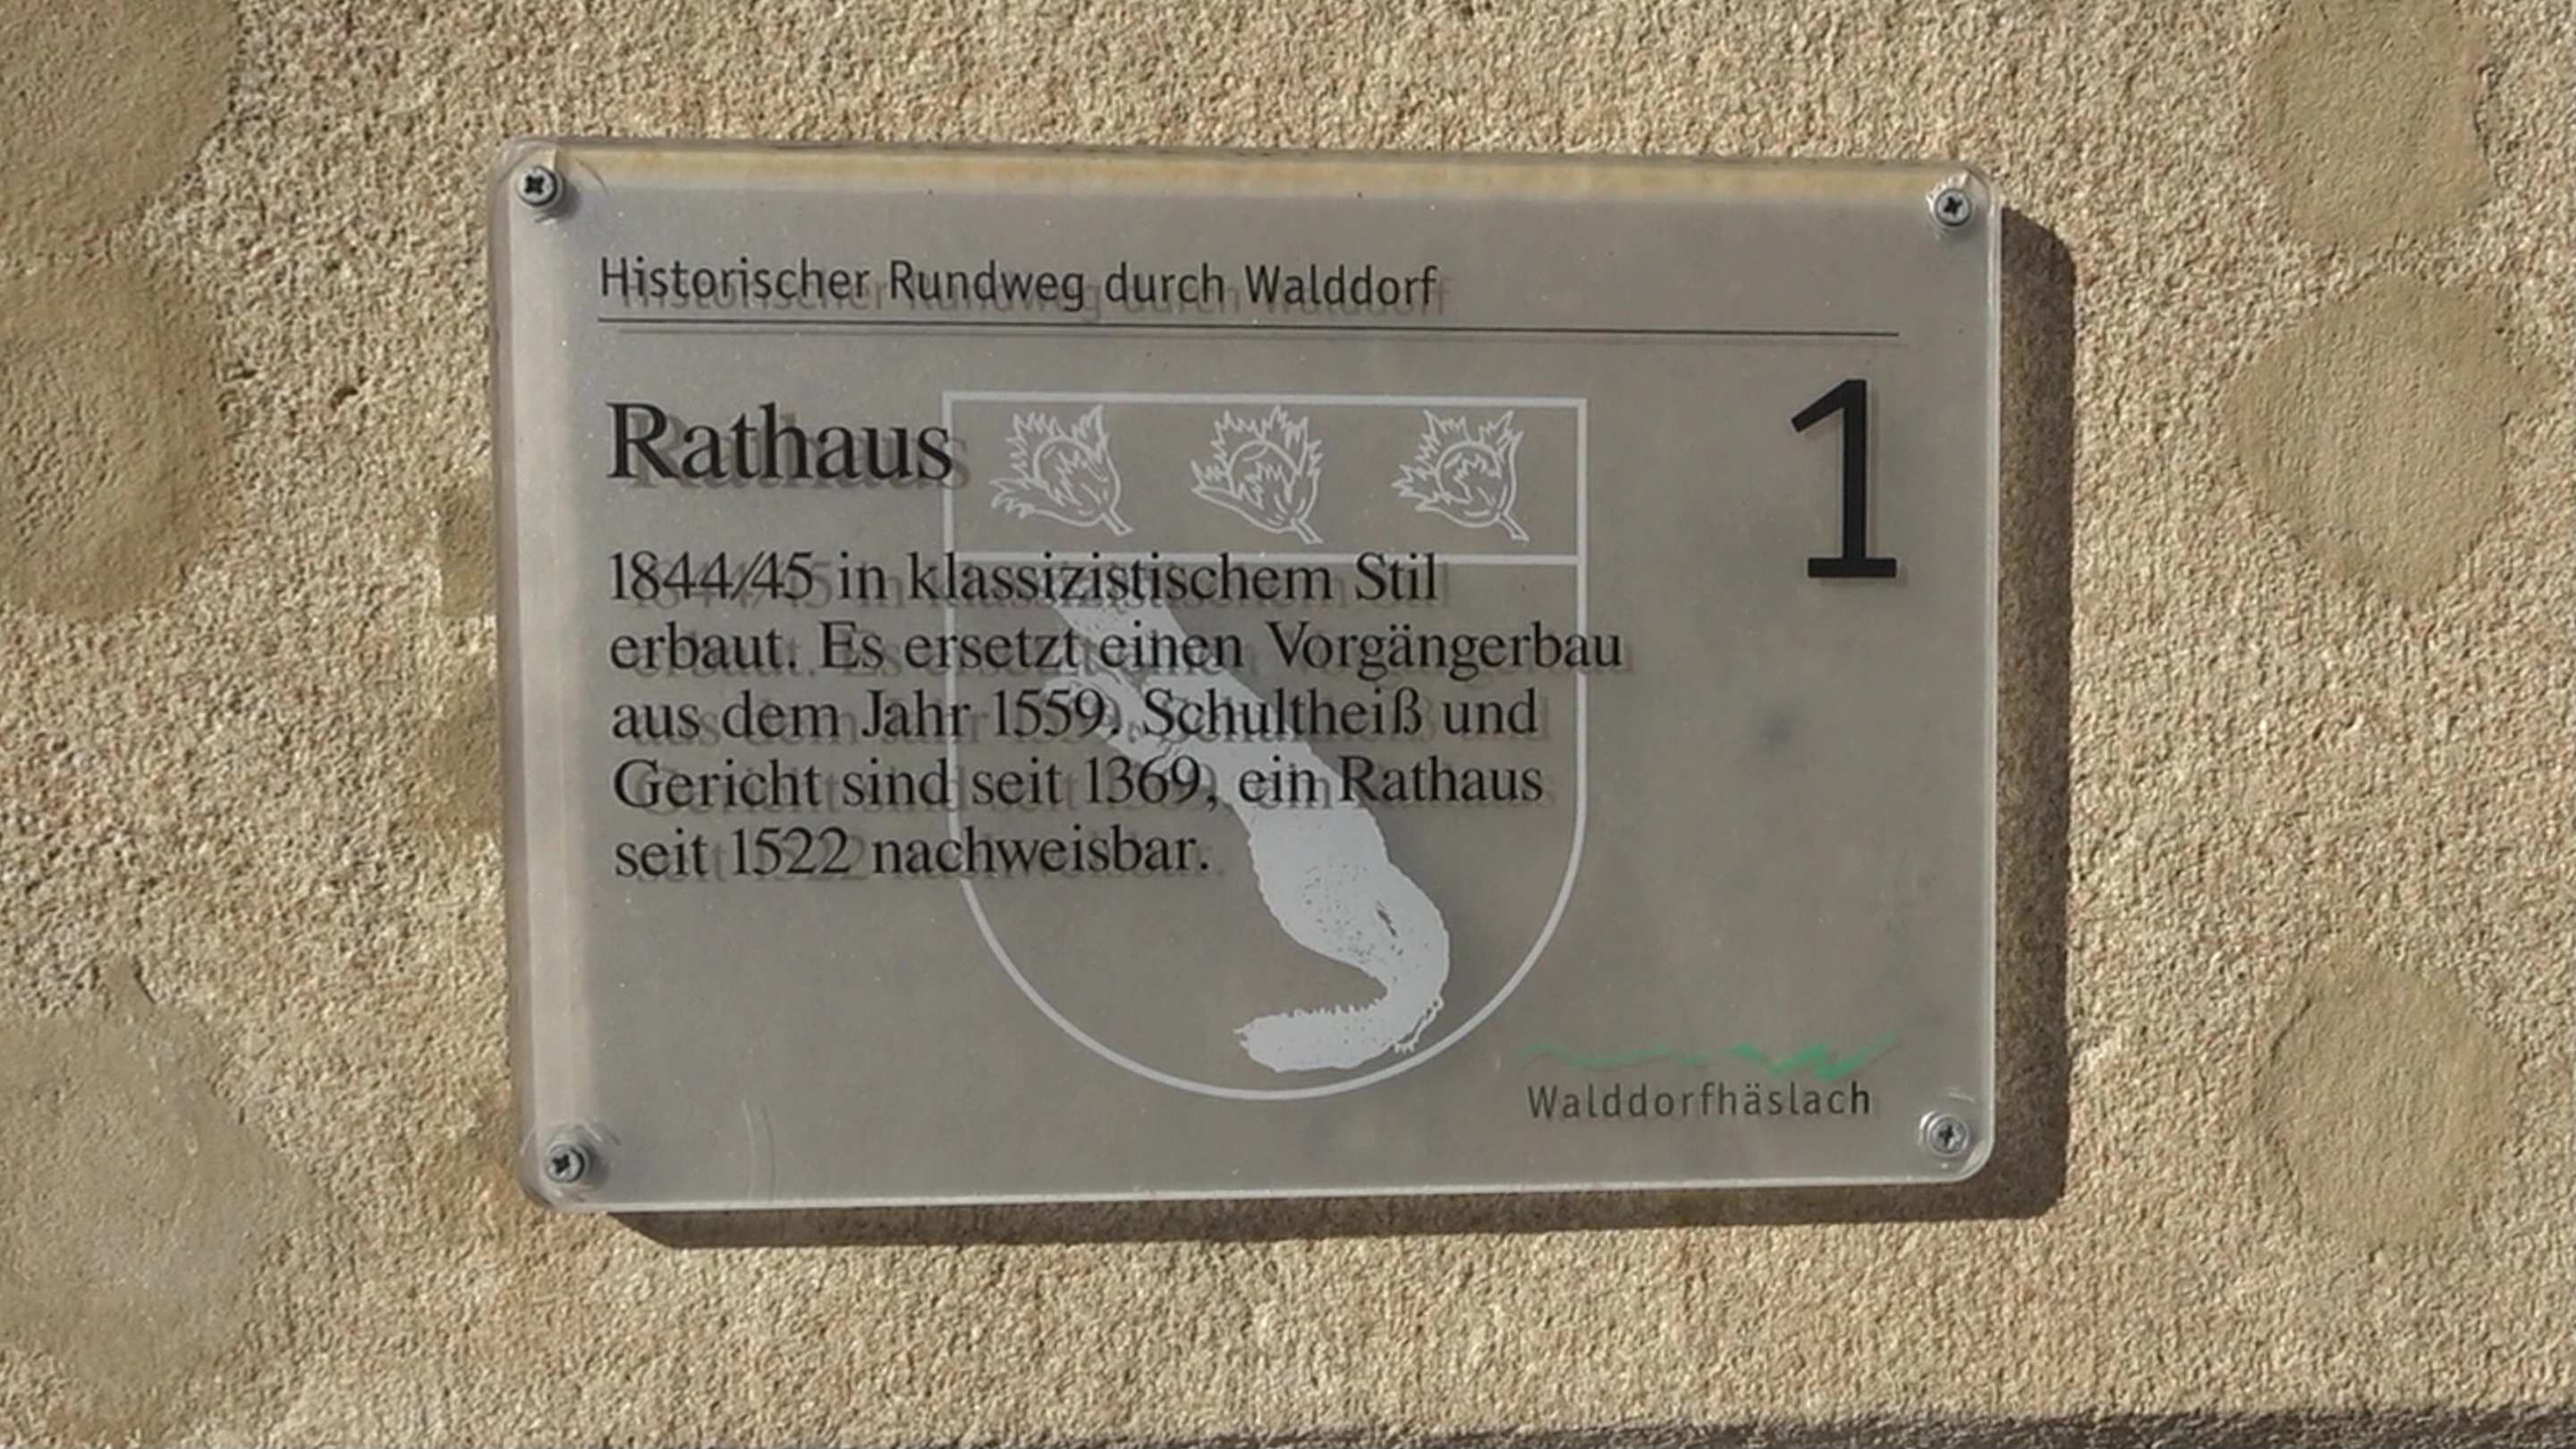 Historischer Rundweg durch Walddorf
Rathaus
1
1844/45 in klassizistischem Stil
erbaut. Es ersetzt einen Vorgängerbau
aus dem Jahr 1559. Schultheiß und
Gericht sind seit 1369, ein Rathaus
seit 1522 nachweisbar.
Walddorfhäslach